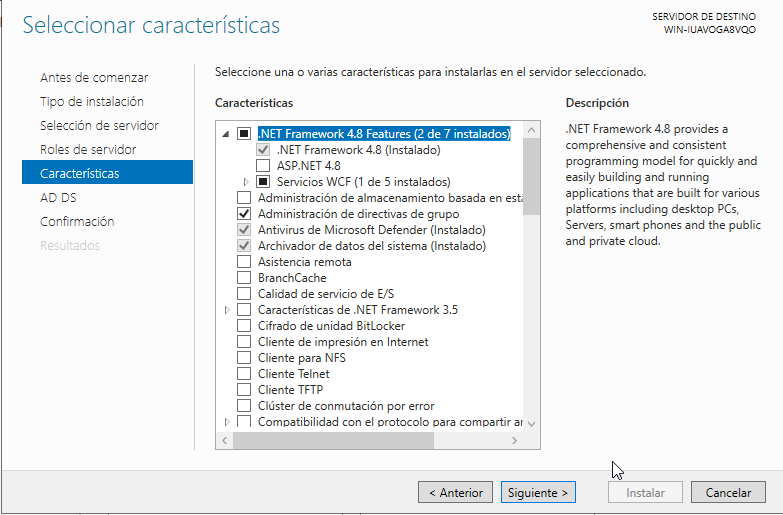 Seleccionar características
SERVIDOR DE DESTINO
WIN-IUAVOGA8VQO
Antes de comenzar
Tipo de instalación
Selección de servidor
Roles de servidor
Características
AD DS
Confirmación
Resultados
Seleccione una o varias características para instalarlas en el servidor seleccionado.
Características
.NET Framework 4.8 Features (2 de 7 instalados)
.NET Framework 4.8 (Instalado)
ASP.NET 4.8
Servicios WCF (1 de 5 instalados)
Administración de almacenamiento basada en está
Administración de directivas de grupo
Antivirus de Microsoft Defender (Instalado)
Archivador de datos del sistema (Instalado)
Asistencia remota
BranchCache
Calidad de servicio de E/S
Características de .NET Framework 3.5
Cifrado de unidad BitLocker
Cliente de impresión en Internet
Cliente para NFS
Cliente Telnet
Cliente TFTP
Clúster de conmutación por error
Compatibilidad con el protocolo para compartir ar
Descripción
.NET Framework 4.8 provides a
comprehensive and consistent
programming model for quickly and
easily building and running
applications that are built for various
platforms including desktop PCs,
Servers, smart phones and the public
and private cloud.
< Anterior
Siguiente >
Instalar
Cancelar